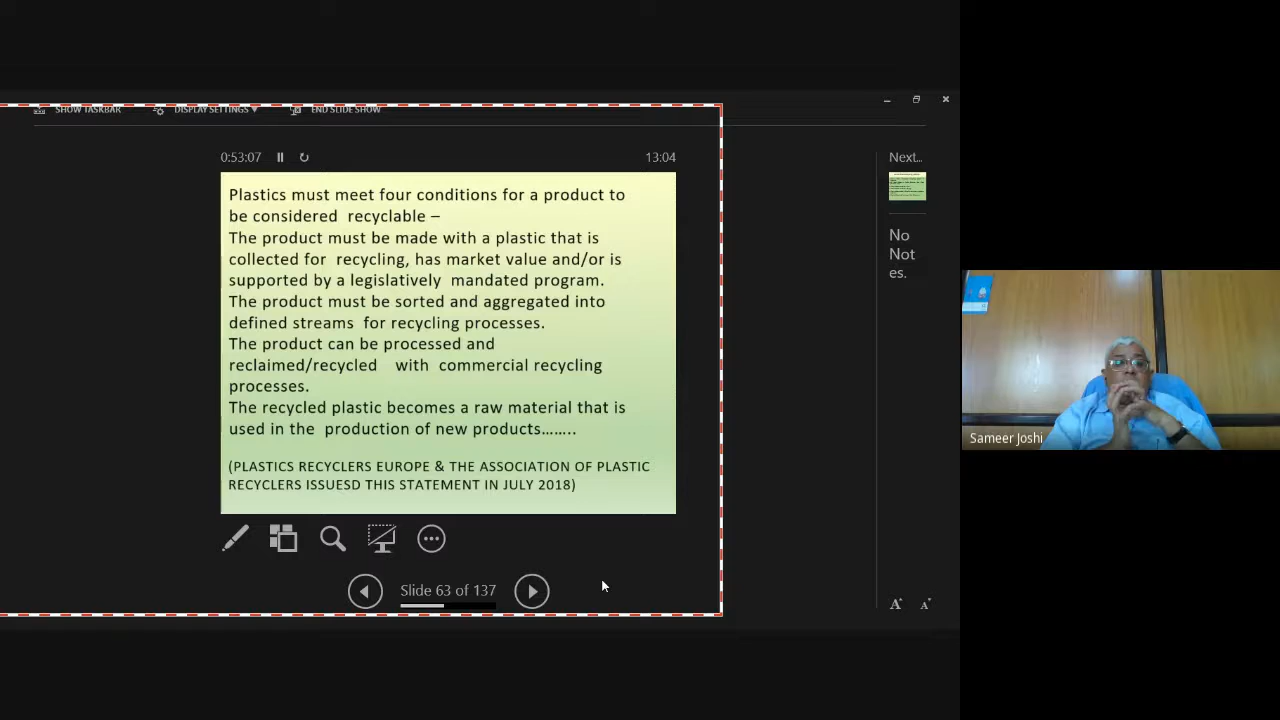 SHOW TASKBAR DISPLAY SETTINGS END SLIDE SHOW
0:53:07 13:04
Plastics must meet four conditions for a product to
be considered recyclable –
The product must be made with a plastic that is
collected for recycling, has market value and/or is
supported by a legislatively mandated program.
The product must be sorted and aggregated into
defined streams for recycling processes.
The product can be processed and
reclaimed/recycled with commercial recycling
processes.
The recycled plastic becomes a raw material that is
used in the production of new products……..
(PLASTICS RECYCLERS EUROPE & THE ASSOCIATION OF PLASTIC
RECYCLERS ISSUESD THIS STATEMENT IN JULY 2018)
Slide 63 of 137
Next...
No
Not
es.
A A
Sameer Joshi